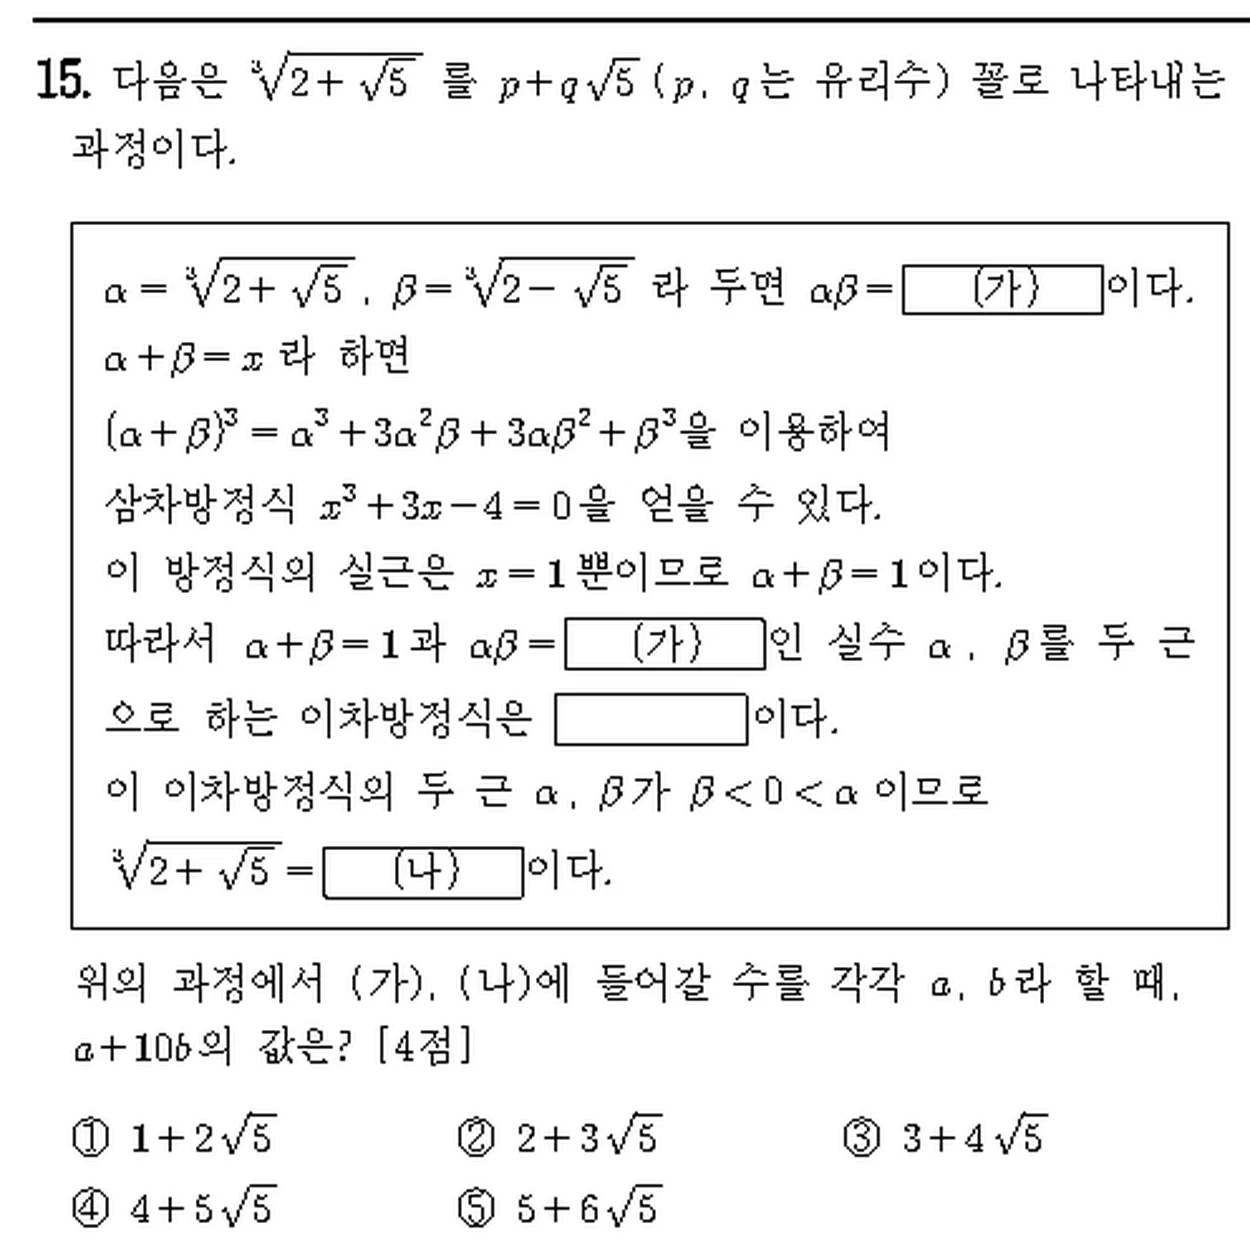 15. 다음은 ∛(2+√5) 를 p+q√5 (p, q는 유리수) 꼴로 나타내는
과정이다.
α = ∛(2+√5), β = ∛(2−√5) 라 두면 αβ = (가) 이다.
α+β = x 라 하면
(α+β)³ = α³+3α²β+3αβ²+β³을 이용하여
삼차방정식 x³+3x−4=0을 얻을 수 있다.
이 방정식의 실근은 x=1뿐이므로 α+β=1이다.
따라서 α+β=1과 αβ= (가) 인 실수 α, β를 두 근
으로 하는 이차방정식은 이다.
이 이차방정식의 두 근 α, β가 β<0<α 이므로
∛(2+√5) = (나) 이다.
위의 과정에서 (가), (나)에 들어갈 수를 각각 a, b라 할 때,
a+10b의 값은? [4점]
① 1+2√5 ② 2+3√5 ③ 3+4√5
④ 4+5√5 ⑤ 5+6√5